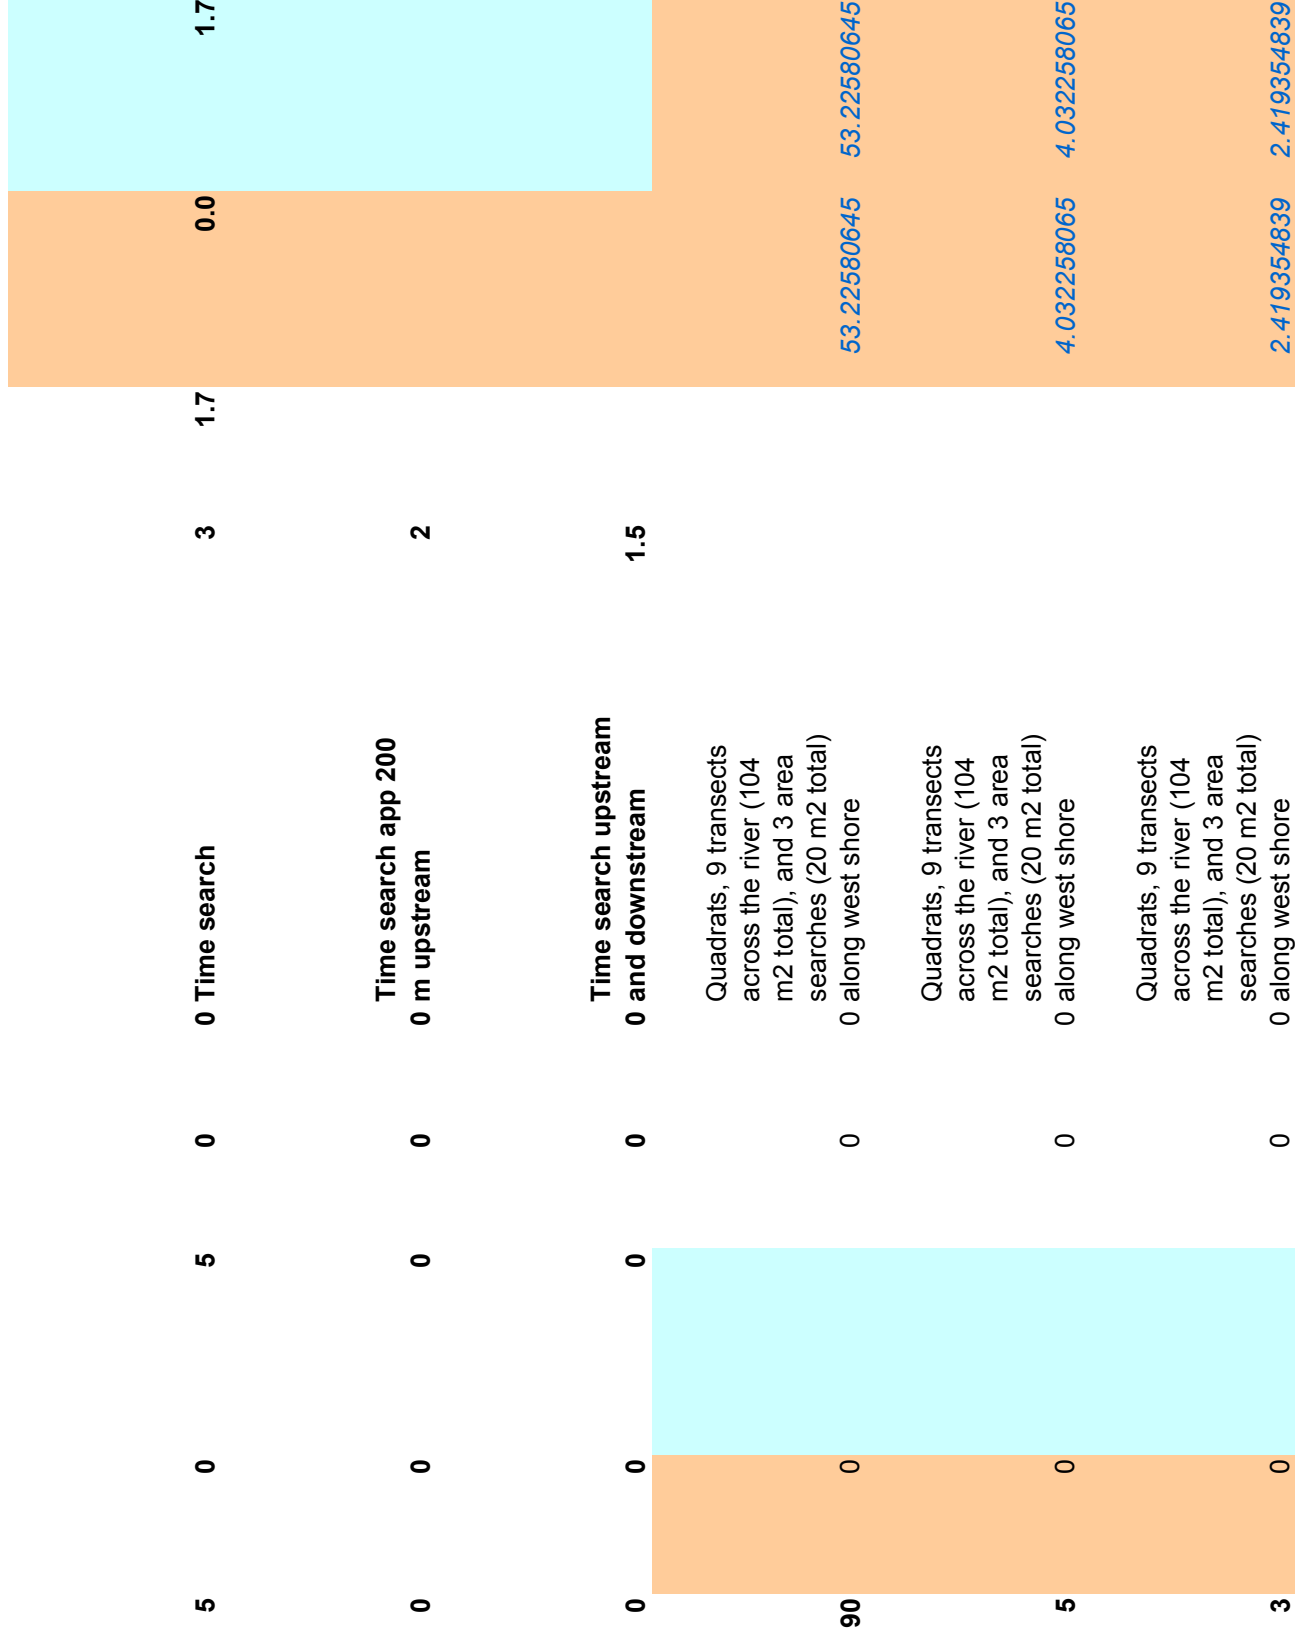 5 0 5 0 0 Time search 3 1.7 0.0 1.7
Time search app 200
0 0 0 0 0 m upstream 2
Time search upstream
0 0 0 0 0 and downstream 1.5
Quadrats, 9 transects
across the river (104
m2 total), and 3 area
searches (20 m2 total)
90 0 0 0 along west shore 53.22580645 53.22580645
Quadrats, 9 transects
across the river (104
m2 total), and 3 area
searches (20 m2 total)
5 0 0 0 along west shore 4.032258065 4.032258065
Quadrats, 9 transects
across the river (104
m2 total), and 3 area
searches (20 m2 total)
3 0 0 0 along west shore 2.419354839 2.419354839